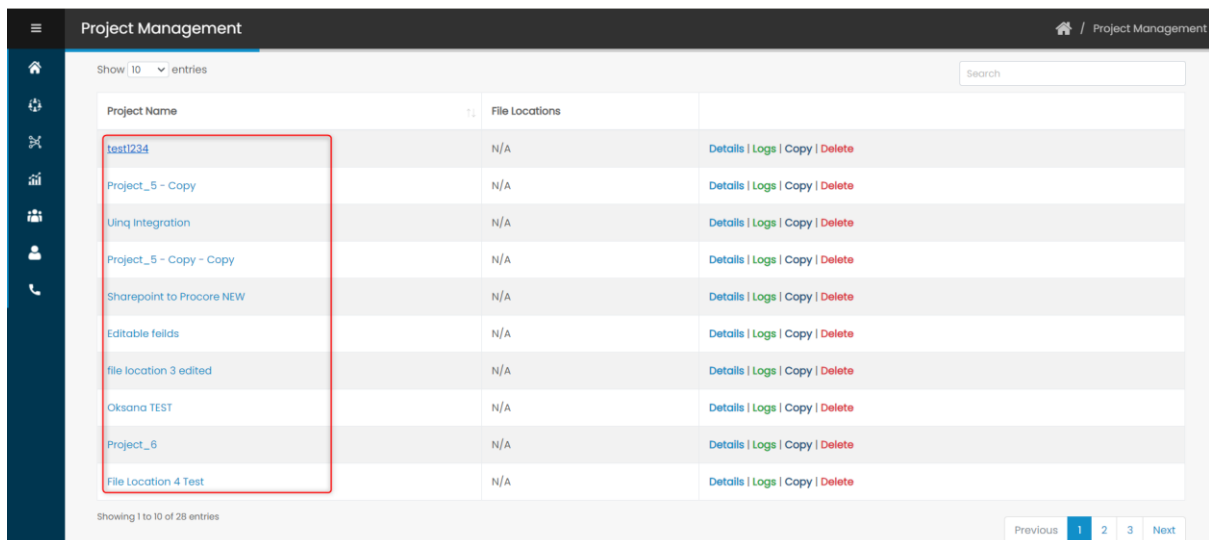 Project Management
/ Project Management
Show 10 entries
Search
Project Name File Locations
test1234 N/A Details | Logs | Copy | Delete
Project_5 - Copy N/A Details | Logs | Copy | Delete
Uinq Integration N/A Details | Logs | Copy | Delete
Project_5 - Copy - Copy N/A Details | Logs | Copy | Delete
Sharepoint to Procore NEW N/A Details | Logs | Copy | Delete
Editable feilds N/A Details | Logs | Copy | Delete
file location 3 edited N/A Details | Logs | Copy | Delete
Oksana TEST N/A Details | Logs | Copy | Delete
Project_6 N/A Details | Logs | Copy | Delete
File Location 4 Test N/A Details | Logs | Copy | Delete
Showing 1 to 10 of 28 entries
Previous 1 2 3 Next